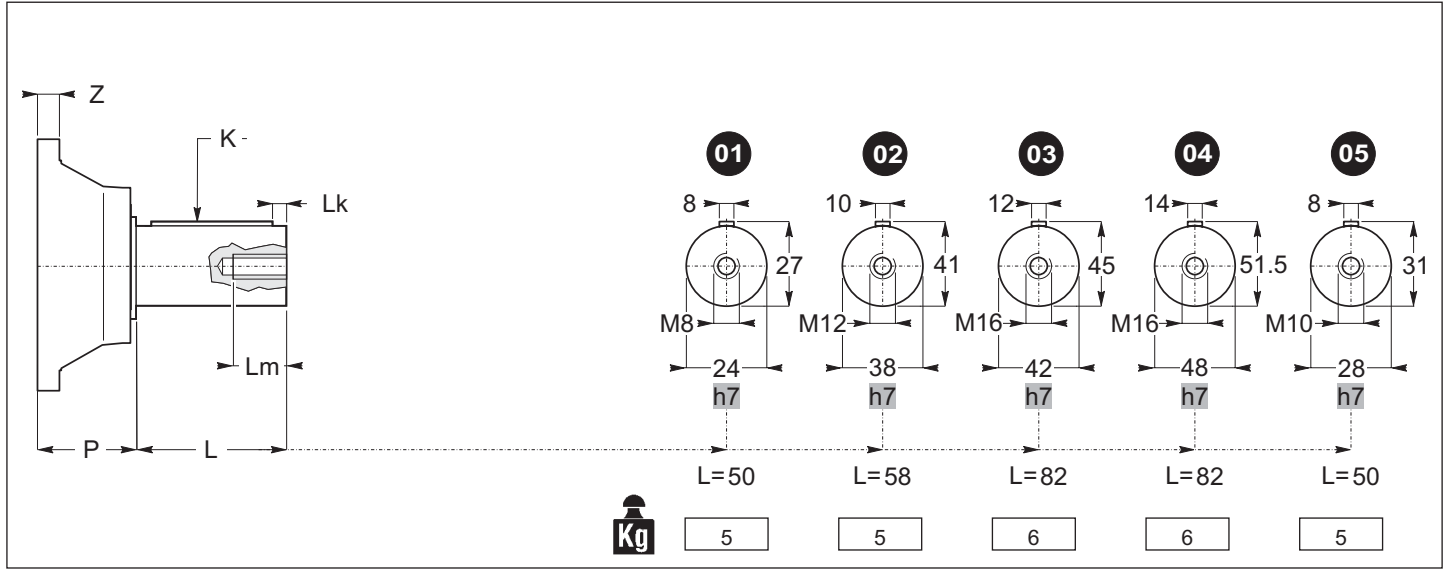 Z
K -
Lk
Lm
P
L
01 02 03 04 05
8 10 12 14 8
27 41 45 51.5 31
M8 M12 M16 M16 M10
24 38 42 48 28
h7 h7 h7 h7 h7
L=50 L=58 L=82 L=82 L=50
Kg 5 5 6 6 5